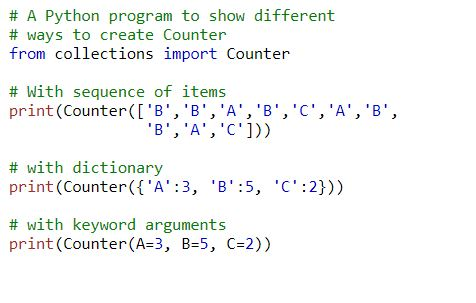 # A Python program to show different
# ways to create Counter
from collections import Counter

# With sequence of items
print(Counter(['B','B','A','B','C','A','B',
               'B','A','C']))

# with dictionary
print(Counter({'A':3, 'B':5, 'C':2}))

# with keyword arguments
print(Counter(A=3, B=5, C=2))